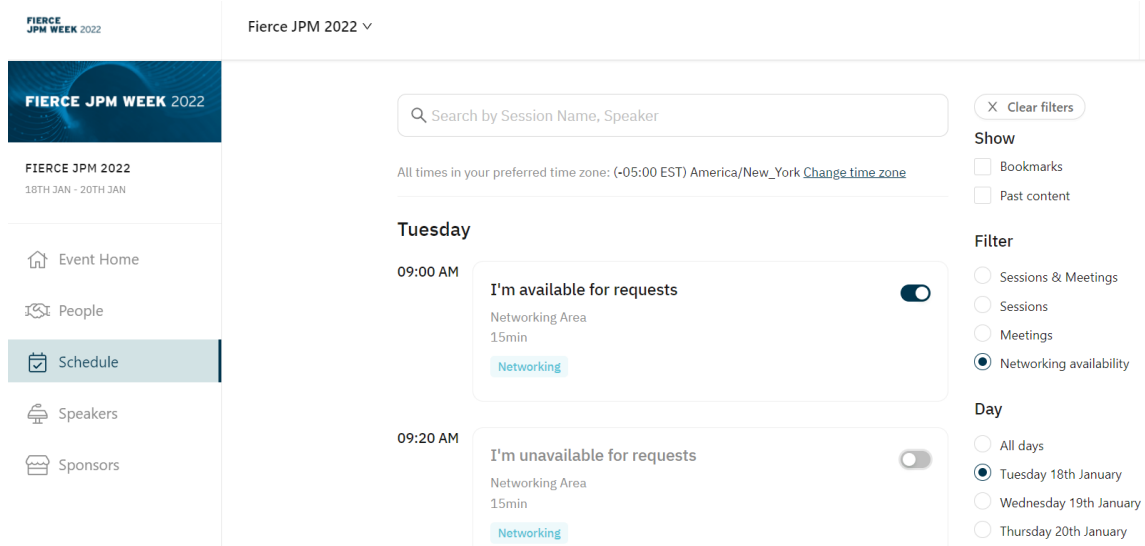 FIERCE
JPM WEEK 2022
Fierce JPM 2022
FIERCE JPM WEEK 2022
FIERCE JPM 2022
18TH JAN - 20TH JAN
Event Home
People
Schedule
Speakers
Sponsors
Search by Session Name, Speaker
All times in your preferred time zone: (-05:00 EST) America/New_York Change time zone
Tuesday
09:00 AM
I'm available for requests
Networking Area
15min
Networking
09:20 AM
I'm unavailable for requests
Networking Area
15min
Networking
X Clear filters
Show
Bookmarks
Past content
Filter
Sessions & Meetings
Sessions
Meetings
Networking availability
Day
All days
Tuesday 18th January
Wednesday 19th January
Thursday 20th January